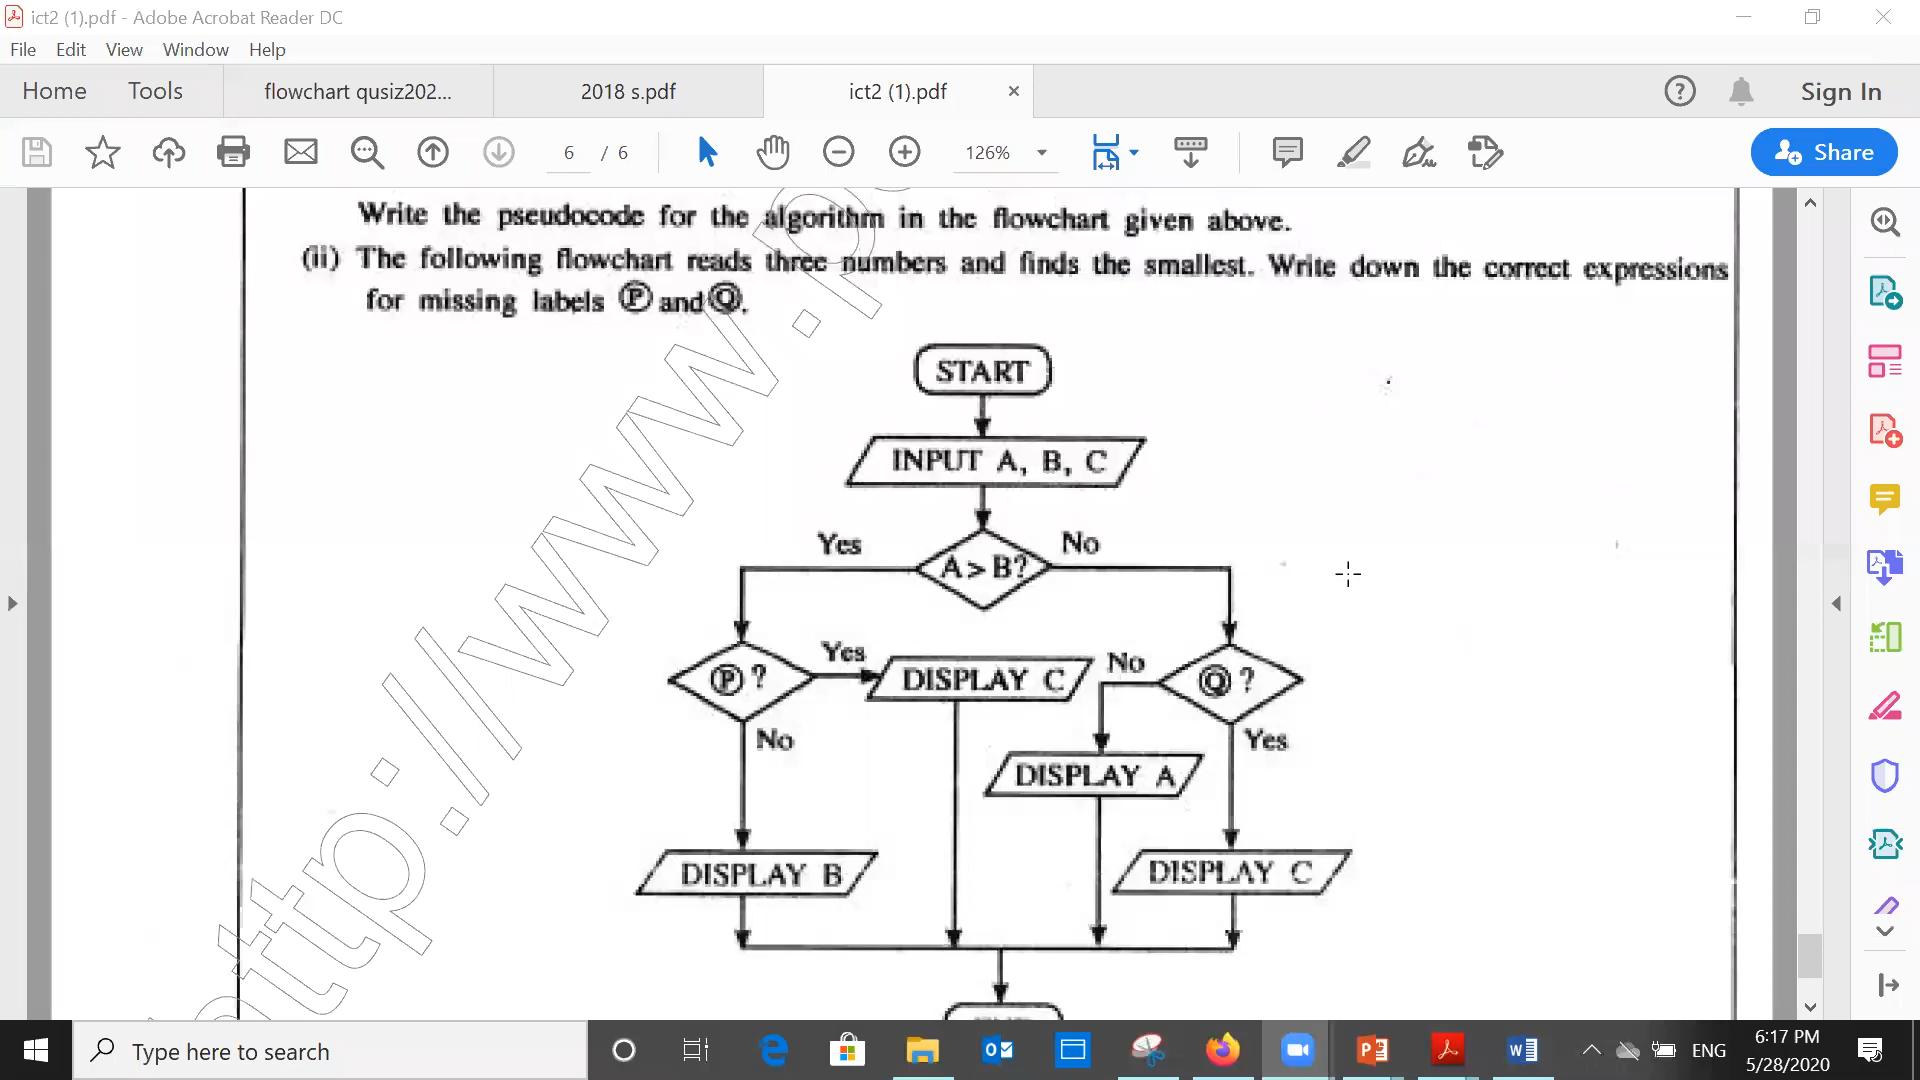 ict2 (1).pdf - Adobe Acrobat Reader DC
File Edit View Window Help
Home Tools flowchart qusiz202... 2018 s.pdf ict2 (1).pdf × Sign In
6 / 6 126% Share
Write the pseudocode for the algorithm in the flowchart given above.
(ii) The following flowchart reads three numbers and finds the smallest. Write down the correct expressions
for missing labels Ⓟ and Ⓠ.
START
INPUT A, B, C
Yes No
A > B?
Yes No
Ⓟ ? DISPLAY C Ⓠ ?
No Yes
DISPLAY A
DISPLAY B DISPLAY C
http://www.p
Type here to search
ENG
6:17 PM
5/28/2020